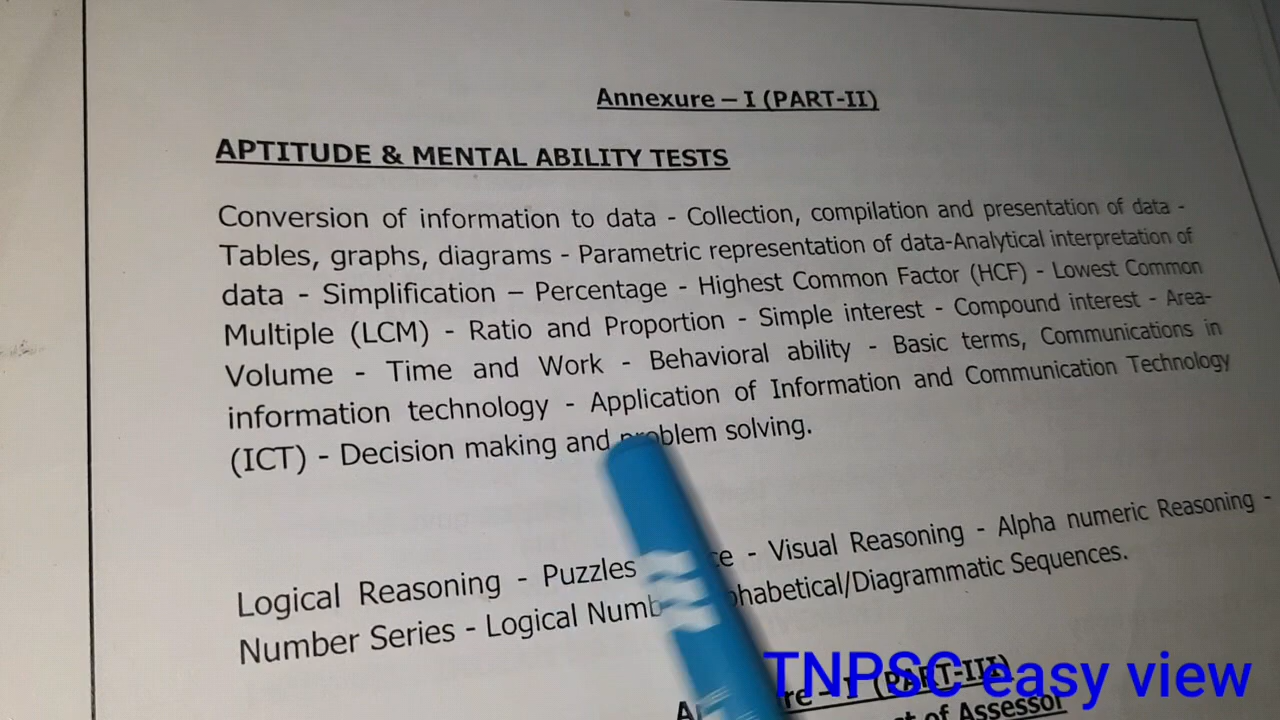 Annexure – I (PART-II)
APTITUDE & MENTAL ABILITY TESTS
Conversion of information to data - Collection, compilation and presentation of data -
Tables, graphs, diagrams - Parametric representation of data-Analytical interpretation of
data - Simplification – Percentage - Highest Common Factor (HCF) - Lowest Common
Multiple (LCM) - Ratio and Proportion - Simple interest - Compound interest - Area-
Volume - Time and Work - Behavioral ability - Basic terms, Communications in
information technology - Application of Information and Communication Technology
(ICT) - Decision making and problem solving.
Logical Reasoning - Puzzles - Visual Reasoning - Alpha numeric Reasoning -
Number Series - Logical /Diagrammatic Sequences.
– I (PART-III)
of Assessor
TNPSC easy view